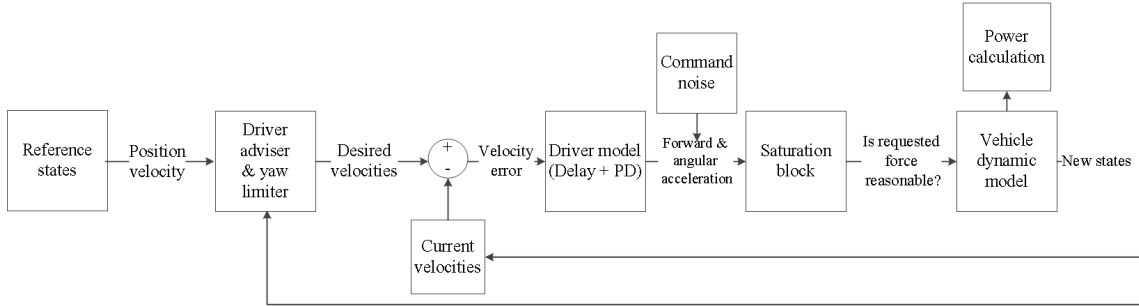 Power
calculation
Command
noise
Reference
states
Position
velocity
Driver
adviser
& yaw
limiter
Desired
velocities
+
-
Velocity
error
Driver model
(Delay + PD)
Forward &
angular
acceleration
Saturation
block
Is requested
force
reasonable?
Vehicle
dynamic
model
New states
Current
velocities